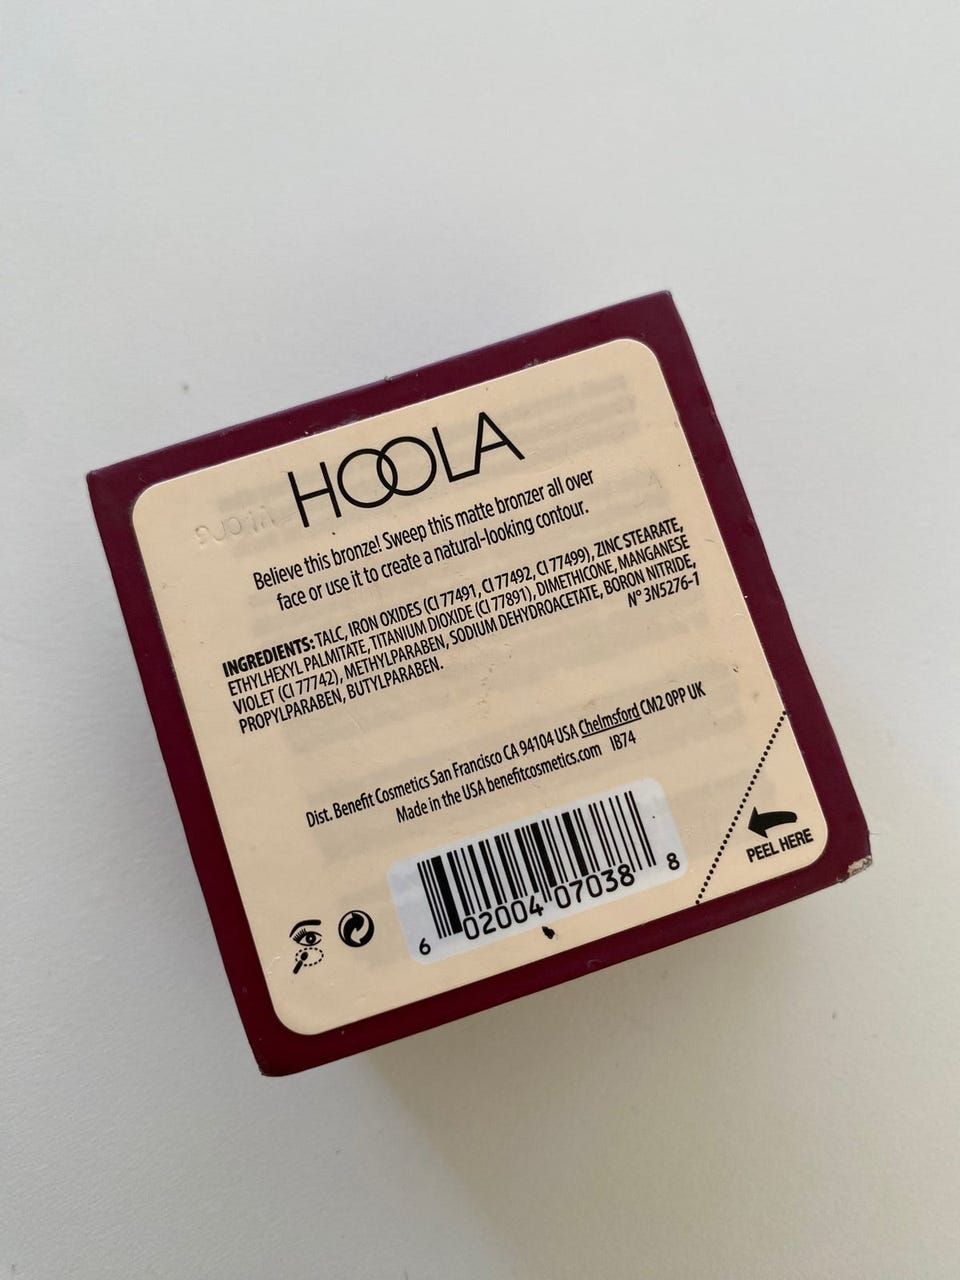 HOOLA
Believe this bronze! Sweep this matte bronzer all over
face or use it to create a natural-looking contour.
INGREDIENTS: TALC, IRON OXIDES (CI 77491, CI 77492, CI 77499), ZINC STEARATE,
ETHYLHEXYL PALMITATE, TITANIUM DIOXIDE (CI 77891), DIMETHICONE, MANGANESE
VIOLET (CI 77742), METHYLPARABEN, SODIUM DEHYDROACETATE, BORON NITRIDE,
PROPYLPARABEN, BUTYLPARABEN.
N° 3N5276-1
Dist. Benefit Cosmetics San Francisco CA 94104 USA Chelmsford CM2 0PP UK
Made in the USA benefitcosmetics.com IB74
PEEL HERE
6 02004 07038 8